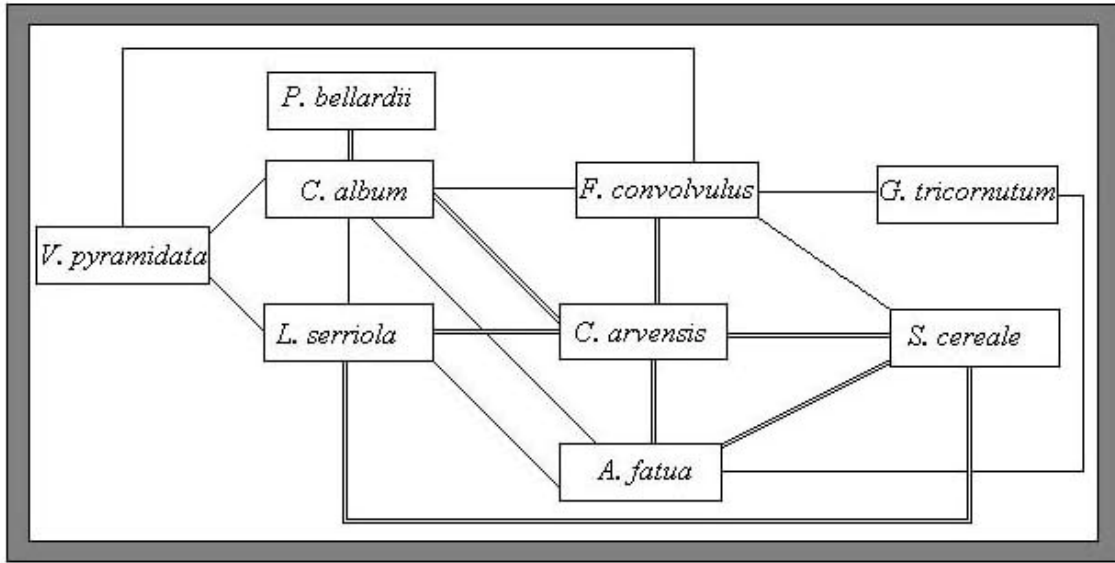 P. bellardii
C. album
F. convolvulus
G. tricornutum
V. pyramidata
L. serriola
C. arvensis
S. cereale
A. fatua